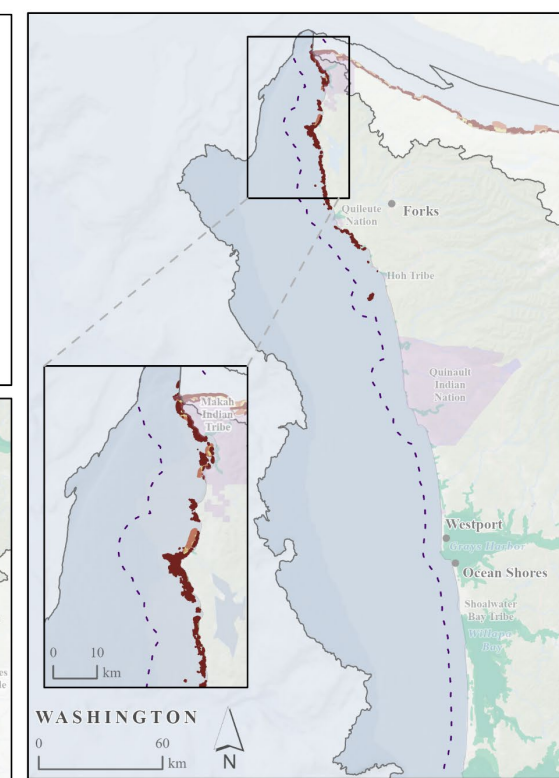 Quileute
Nation
Forks
Hoh Tribe
Quinault
Indian
Nation
Makah
Indian
Tribe
Westport
Grays Harbor
Ocean Shores
Shoalwater
Bay Tribe
Willapa
Bay
0 10
km
WASHINGTON
0 60
km
N